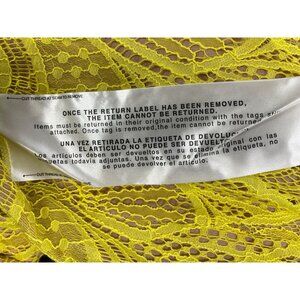 CUT THREAD AT SEAM TO REMOVE
ONCE THE RETURN LABEL HAS BEEN REMOVED,
THE ITEM CANNOT BE RETURNED.
Items must be returned in their original condition with the tags still
attached. Once tag is removed, the item cannot be returned.
UNA VEZ RETIRADA LA ETIQUETA DE DEVOLUCIÓN
EL ARTÍCULO NO PUEDE SER DEVUELTO.
Los artículos deben ser devueltos en su estado original con las
etiquetas todavía adjuntas. Una vez que se elimina la etiqueta, no
se puede devolver el artículo.
CUT THREAD AT SEAM TO REMOVE